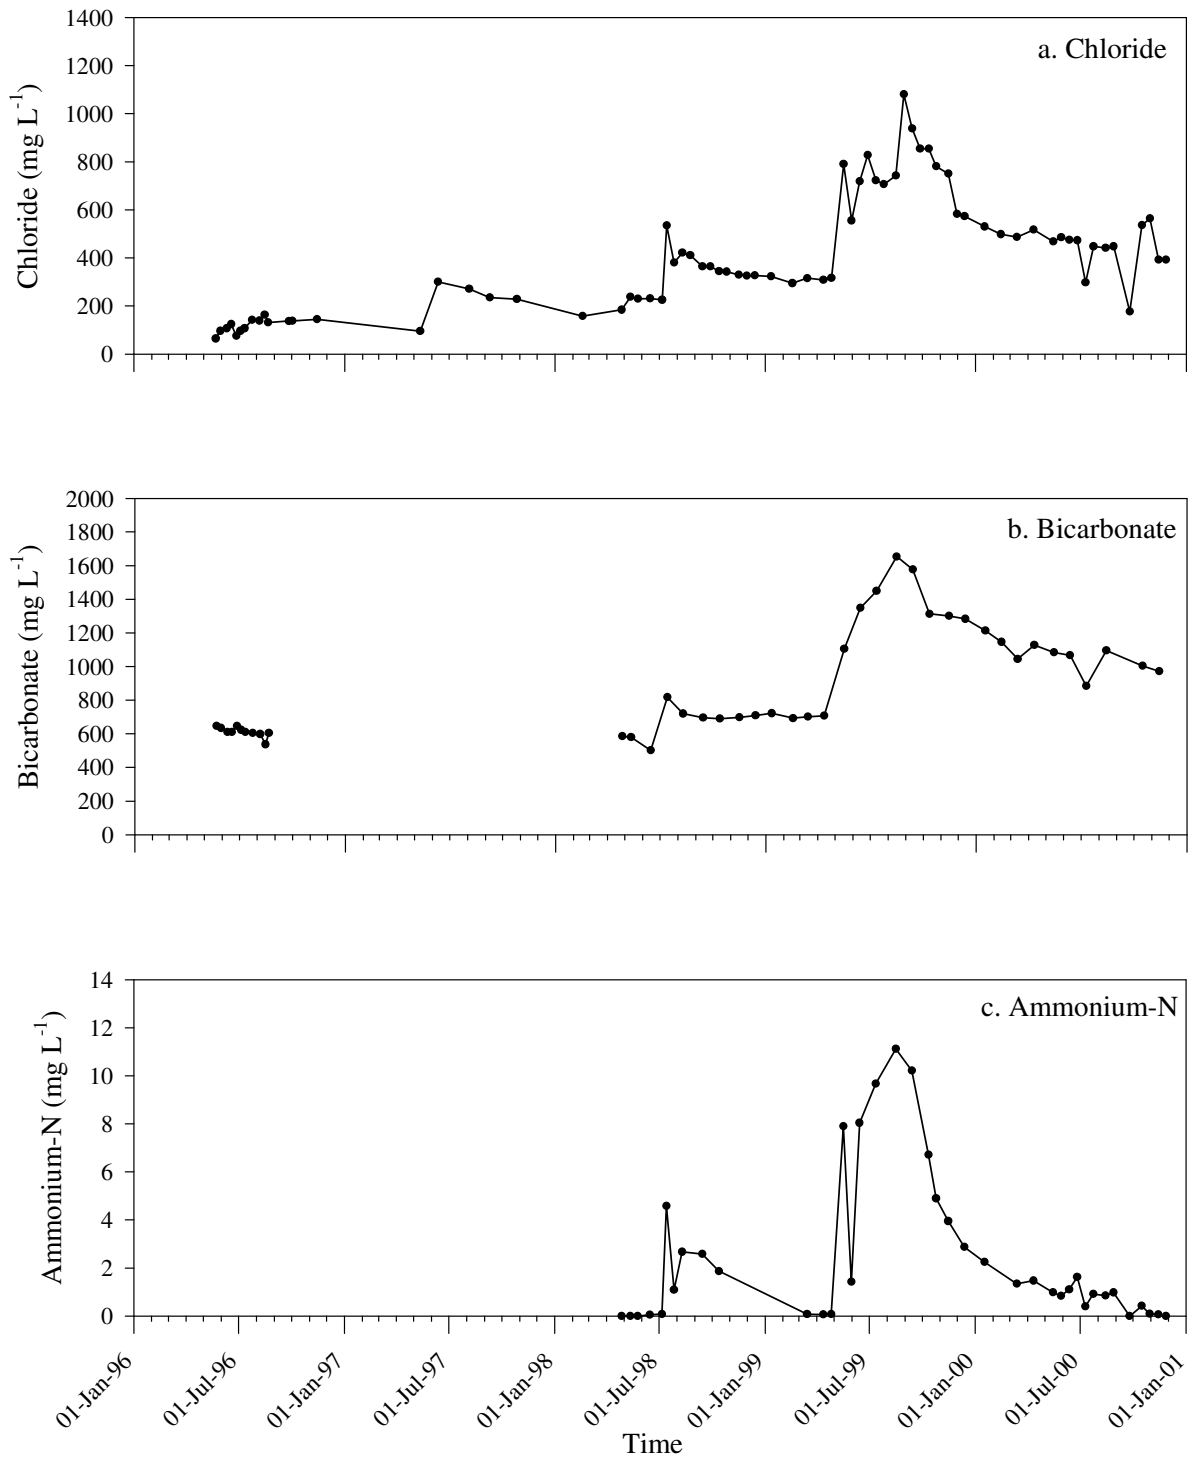 1400
a. Chloride
1200
1000
800
600
400
200
0
Chloride (mg L⁻¹)
2000
b. Bicarbonate
1800
1600
1400
1200
1000
800
600
400
200
0
Bicarbonate (mg L⁻¹)
14
c. Ammonium-N
12
10
8
6
4
2
0
Ammonium-N (mg L⁻¹)
01-Jan-96
01-Jul-96
01-Jan-97
01-Jul-97
01-Jan-98
01-Jul-98
01-Jan-99
01-Jul-99
01-Jan-00
01-Jul-00
01-Jan-01
Time